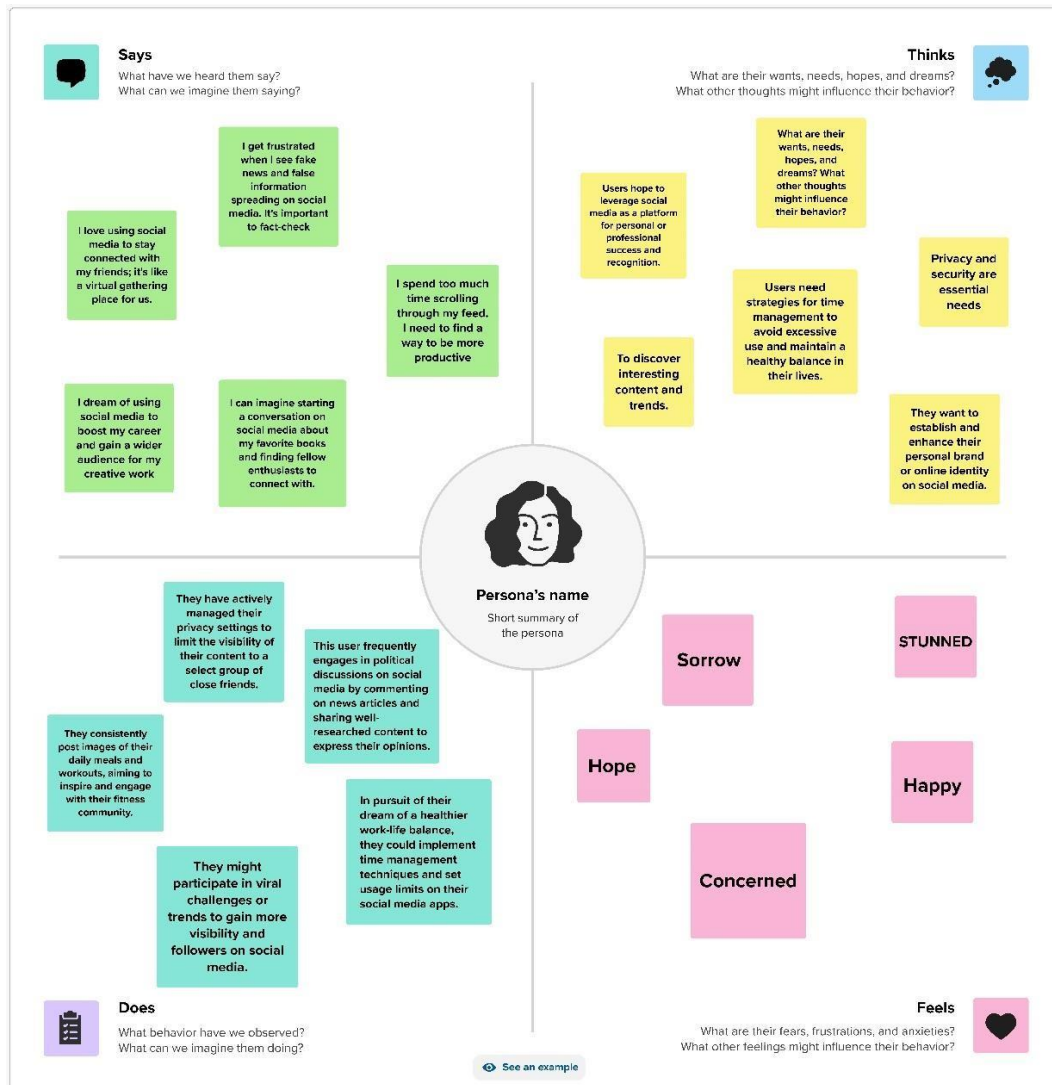 Says
What have we heard them say?
What can we imagine them saying?
I get frustrated
when I see fake
news and false
information
spreading on social
media. It's important
to fact-check
I love using social
media to stay
connected with
my friends; it's like
a virtual gathering
place for us.
I spend too much
time scrolling
through my feed.
I need to find a
way to be more
productive
I dream of using
social media to
boost my career
and gain a wider
audience for my
creative work
I can imagine starting
a conversation on
social media about
my favorite books
and finding fellow
enthusiasts to
connect with.
Thinks
What are their wants, needs, hopes, and dreams?
What other thoughts might influence their behavior?
What are their
wants, needs,
hopes, and
dreams? What
other thoughts
might influence
their behavior?
Users hope to
leverage social
media as a platform
for personal or
professional
success and
recognition.
Privacy and
security are
essential
needs
Users need
strategies for time
management to
avoid excessive
use and maintain a
healthy balance in
their lives.
To discover
interesting
content and
trends.
They want to
establish and
enhance their
personal brand
or online identity
on social media.
Persona's name
Short summary of
the persona
They have actively
managed their
privacy settings to
limit the visibility of
their content to a
select group of
close friends.
This user frequently
engages in political
discussions on social
media by commenting
on news articles and
sharing well-
researched content to
express their opinions.
They consistently
post images of their
daily meals and
workouts, aiming to
inspire and engage
with their fitness
community.
In pursuit of their
dream of a healthier
work-life balance,
they could implement
time management
techniques and set
usage limits on their
social media apps.
They might
participate in viral
challenges or
trends to gain more
visibility and
followers on social
media.
Does
What behavior have we observed?
What can we imagine them doing?
Sorrow
STUNNED
Hope
Happy
Concerned
Feels
What are their fears, frustrations, and anxieties?
What other feelings might influence their behavior?
See an example